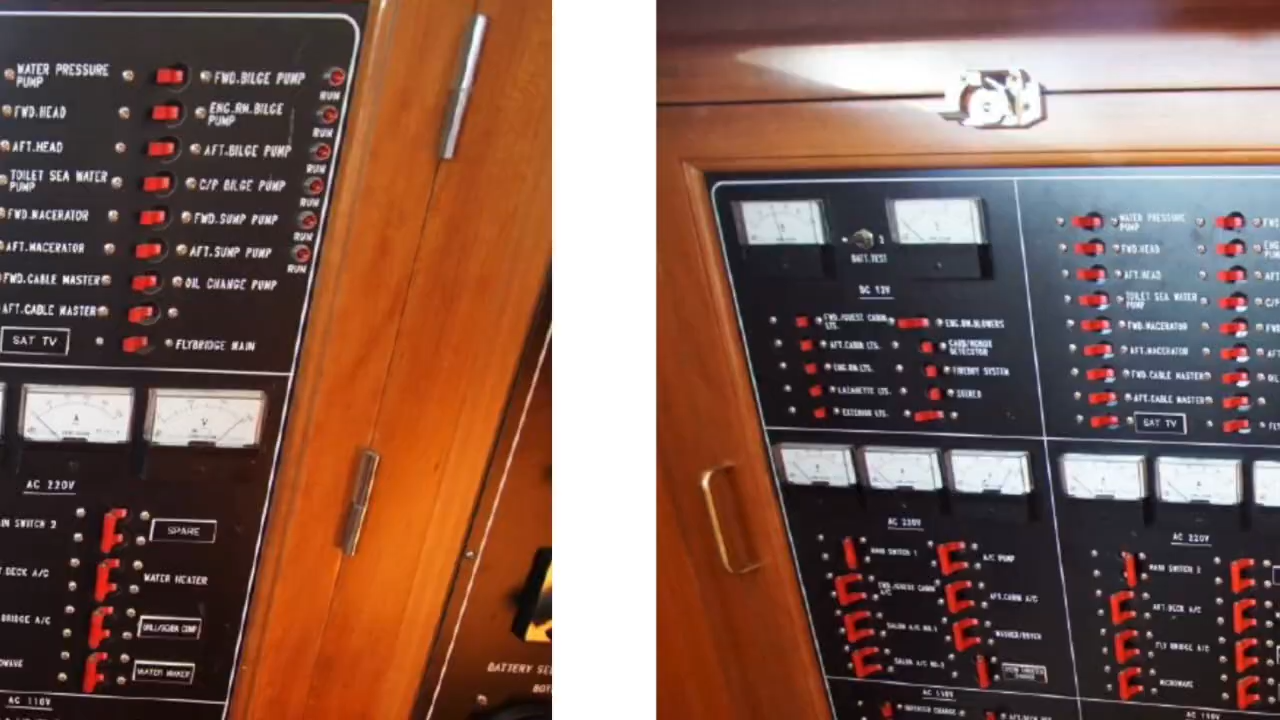 WATER PRESSURE
PUMP
FWD.BILGE PUMP
RUN
FWD.HEAD
ENG.RM.BILGE
PUMP
RUN
AFT.HEAD
AFT.BILGE PUMP
RUN
TOILET SEA WATER
PUMP
C/P BILGE PUMP
RUN
FWD.MACERATOR
FWD.SUMP PUMP
RUN
AFT.MACERATOR
AFT.SUMP PUMP
RUN
FWD.CABLE MASTER
OIL CHANGE PUMP
AFT.CABLE MASTER
SAT TV
FLYBRIDGE MAIN
A
V
AC 220V
SWITCH 2
SPARE
DECK A/C
WATER HEATER
BRIDGE A/C
WATER MAKER
AC 110V
BATTERY
BATT.TEST
DC 12V
LTS.
ENG.RM.BLOWERS
AFT.CABIN LTS.
DETECTOR
ENG.RM LTS.
FIREBOY SYSTEM
LAZARETTE LTS.
STEREO
EXTERIOR LTS.
WATER PRESSURE
PUMP
FWD.HEAD
AFT.HEAD
AFT
TOILET SEA WATER
PUMP
C/P
FWD.MACERATOR
AFT.MACERATOR
FWD.CABLE MASTER
AFT.CABLE MASTER
SAT TV
AC 220V
MAIN SWITCH 1
A/C PUMP
A/C
AFT.CABIN A/C
SALON A/C NO.1
WASHER/DRYER
SALON A/C NO.2
AC 110V
AC 220V
MAIN SWITCH 2
AFT.DECK A/C
FLY BRIDGE A/C
MICROWAVE
AC 110V